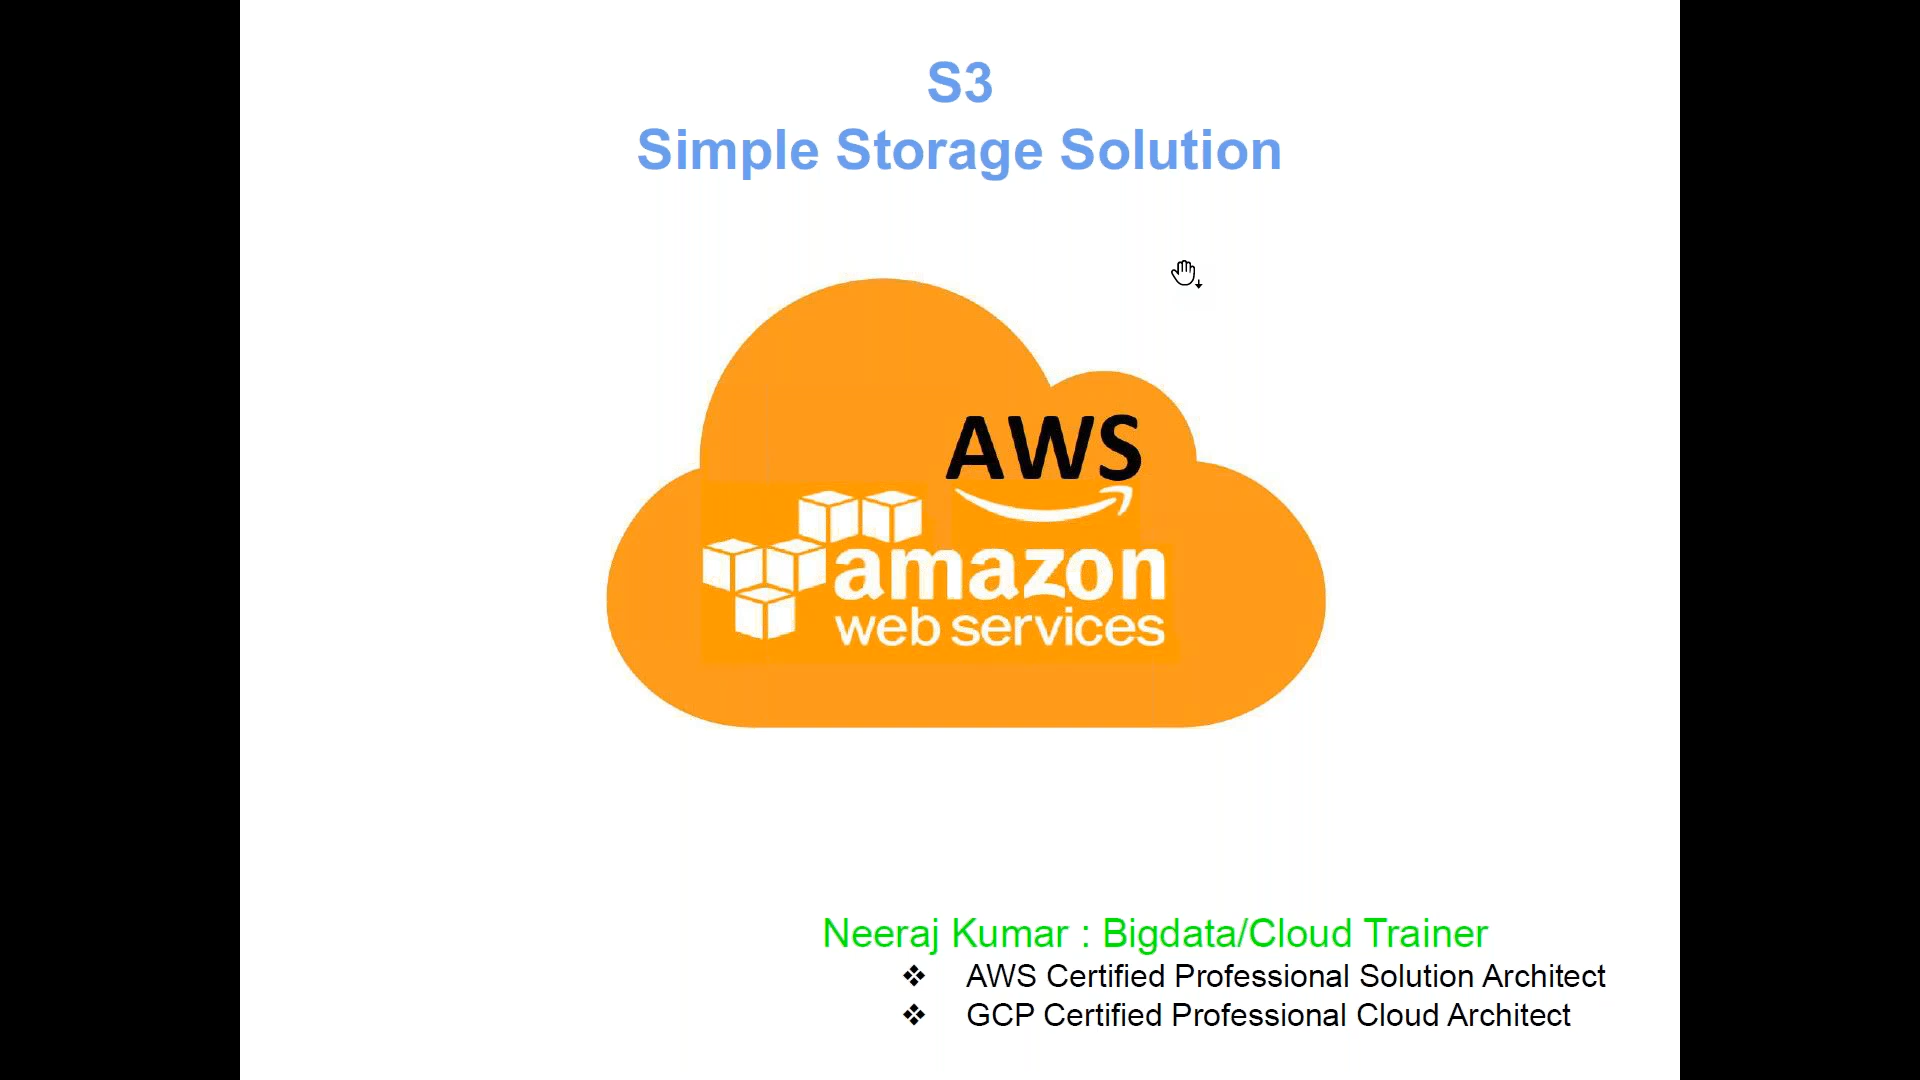 S3
Simple Storage Solution
AWS
amazon
web services
Neeraj Kumar : Bigdata/Cloud Trainer
❖ AWS Certified Professional Solution Architect
❖ GCP Certified Professional Cloud Architect